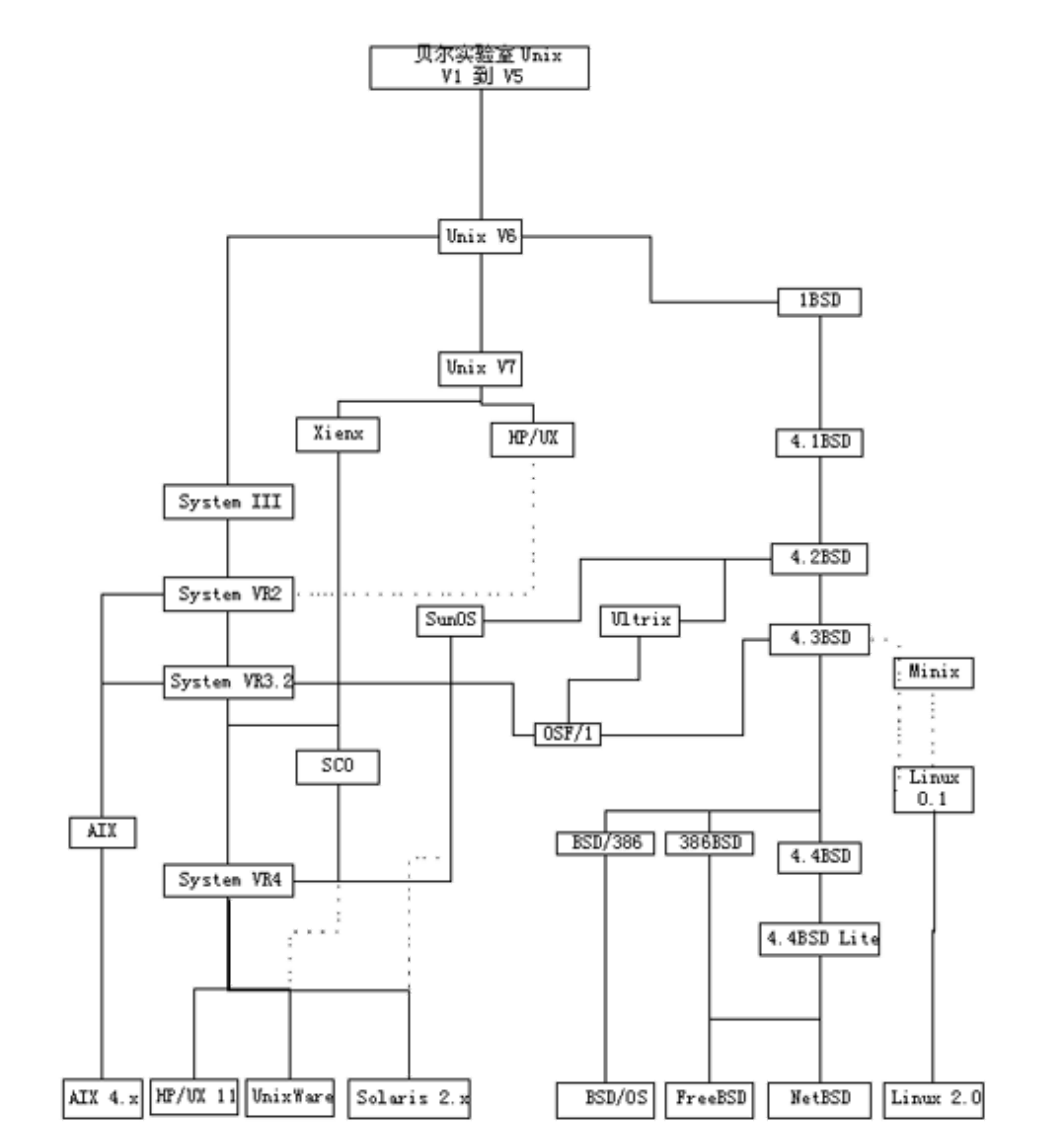 贝尔实验室 Unix
V1 到 V5
Unix V6
1BSD
Unix V7
Xienx
HP/UX
4.1BSD
System III
4.2BSD
System VR2
SunOS
Ultrix
4.3BSD
Minix
System VR3.2
OSF/1
SCO
Linux
0.1
AIX
BSD/386
386BSD
4.4BSD
System VR4
4.4BSD Lite
AIX 4.x
HP/UX 11
UnixWare
Solaris 2.x
BSD/OS
FreeBSD
NetBSD
Linux 2.0